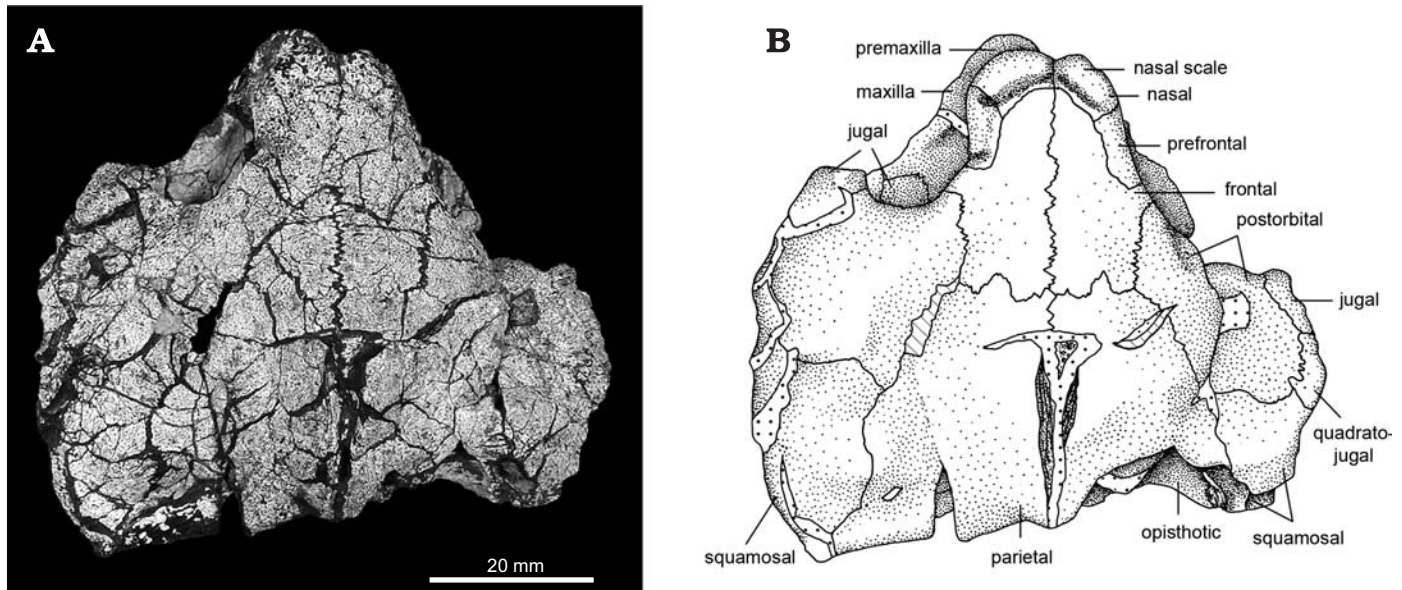 A
20 mm
B
premaxilla
maxilla
jugal
nasal scale
nasal
prefrontal
frontal
postorbital
jugal
quadrato-
jugal
squamosal
opisthotic
parietal
squamosal